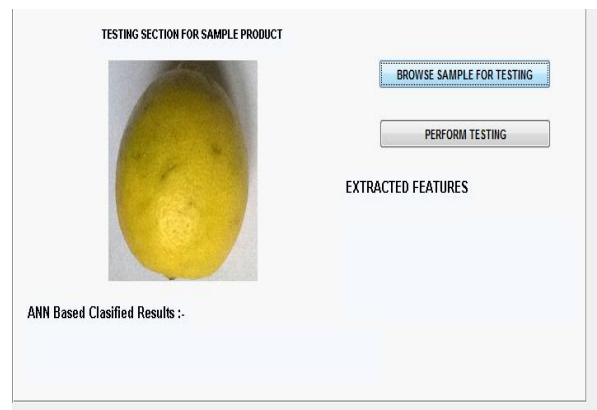 TESTING SECTION FOR SAMPLE PRODUCT
BROWSE SAMPLE FOR TESTING
PERFORM TESTING
EXTRACTED FEATURES
ANN Based Clasified Results :-